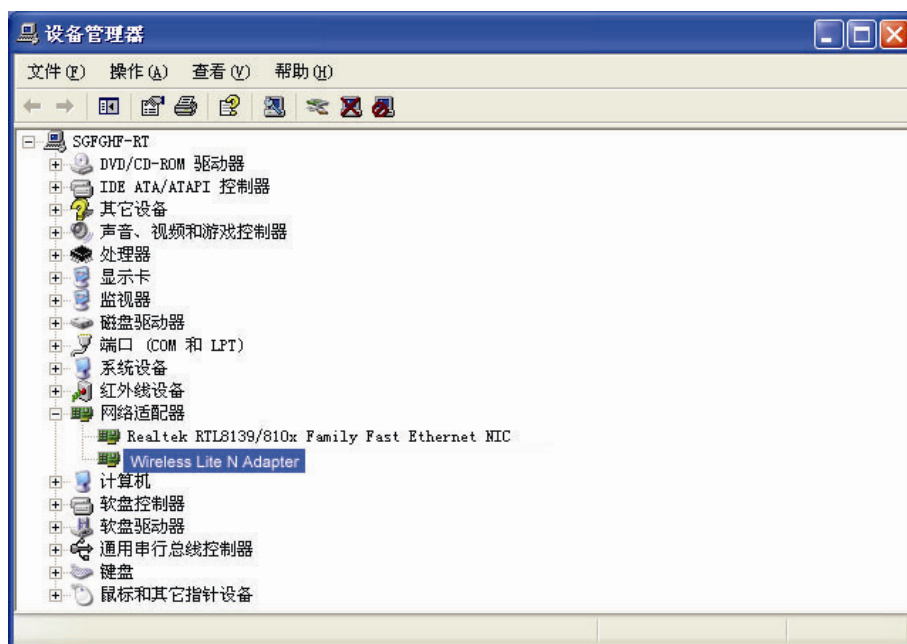 设备管理器
文件(F) 操作(A) 查看(V) 帮助(H)
SGFGHF-RT
DVD/CD-ROM 驱动器
IDE ATA/ATAPI 控制器
其它设备
声音、视频和游戏控制器
处理器
显示卡
监视器
磁盘驱动器
端口 (COM 和 LPT)
系统设备
红外线设备
网络适配器
Realtek RTL8139/810x Family Fast Ethernet NIC
Wireless Lite N Adapter
计算机
软盘控制器
软盘驱动器
通用串行总线控制器
键盘
鼠标和其它指针设备